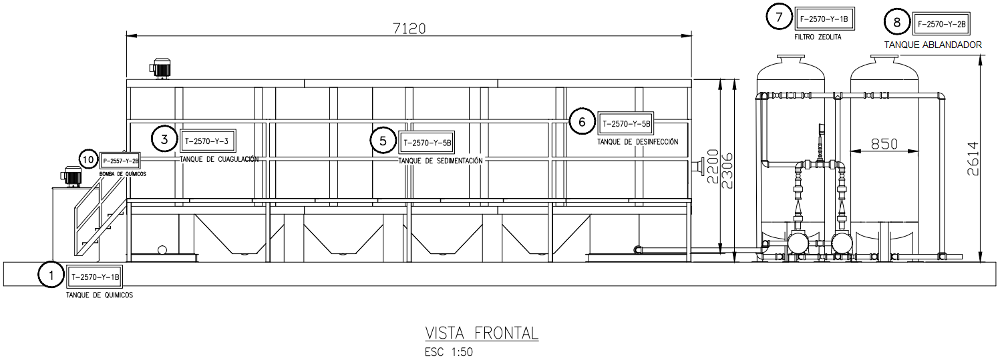 7120
7
F-2570-Y-1B
FILTRO ZEOLITA
8
F-2570-Y-2B
TANQUE ABLANDADOR
3
T-2570-Y-3
TANQUE DE CUAGULACIÓN
5
T-2570-Y-5B
TANQUE DE SEDIMENTACIÓN
6
T-2570-Y-5B
TANQUE DE DESINFECCIÓN
10
P-2557-Y-2B
BOMBA DE QUÍMICOS
2200
2306
850
2614
1
T-2570-Y-1B
TANQUE DE QUIMICOS
VISTA FRONTAL
ESC 1:50